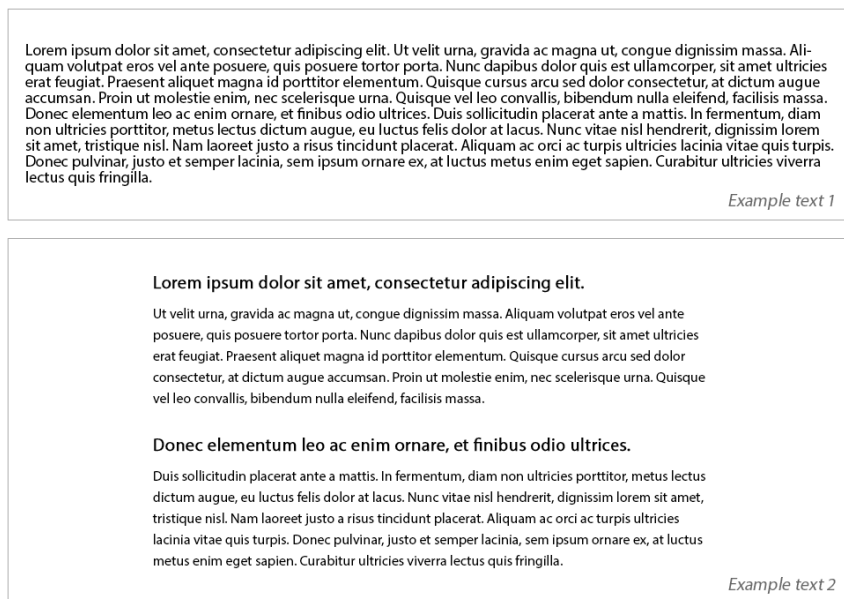 Lorem ipsum dolor sit amet, consectetur adipiscing elit. Ut velit urna, gravida ac magna ut, congue dignissim massa. Ali-
quam volutpat eros vel ante posuere, quis posuere tortor porta. Nunc dapibus dolor quis est ullamcorper, sit amet ultricies
erat feugiat. Praesent aliquet magna id porttitor elementum. Quisque cursus arcu sed dolor consectetur, at dictum augue
accumsan. Proin ut molestie enim, nec scelerisque urna. Quisque vel leo convallis, bibendum nulla eleifend, facilisis massa.
Donec elementum leo ac enim ornare, et finibus odio ultrices. Duis sollicitudin placerat ante a mattis. In fermentum, diam
non ultricies porttitor, metus lectus dictum augue, eu luctus felis dolor at lacus. Nunc vitae nisl hendrerit, dignissim lorem
sit amet, tristique nisl. Nam laoreet justo a risus tincidunt placerat. Aliquam ac orci ac turpis ultricies lacinia vitae quis turpis.
Donec pulvinar, justo et semper lacinia, sem ipsum ornare ex, at luctus metus enim eget sapien. Curabitur ultricies viverra
lectus quis fringilla.
Example text 1
Lorem ipsum dolor sit amet, consectetur adipiscing elit.
Ut velit urna, gravida ac magna ut, congue dignissim massa. Aliquam volutpat eros vel ante
posuere, quis posuere tortor porta. Nunc dapibus dolor quis est ullamcorper, sit amet ultricies
erat feugiat. Praesent aliquet magna id porttitor elementum. Quisque cursus arcu sed dolor
consectetur, at dictum augue accumsan. Proin ut molestie enim, nec scelerisque urna. Quisque
vel leo convallis, bibendum nulla eleifend, facilisis massa.
Donec elementum leo ac enim ornare, et finibus odio ultrices.
Duis sollicitudin placerat ante a mattis. In fermentum, diam non ultricies porttitor, metus lectus
dictum augue, eu luctus felis dolor at lacus. Nunc vitae nisl hendrerit, dignissim lorem sit amet,
tristique nisl. Nam laoreet justo a risus tincidunt placerat. Aliquam ac orci ac turpis ultricies
lacinia vitae quis turpis. Donec pulvinar, justo et semper lacinia, sem ipsum ornare ex, at luctus
metus enim eget sapien. Curabitur ultricies viverra lectus quis fringilla.
Example text 2